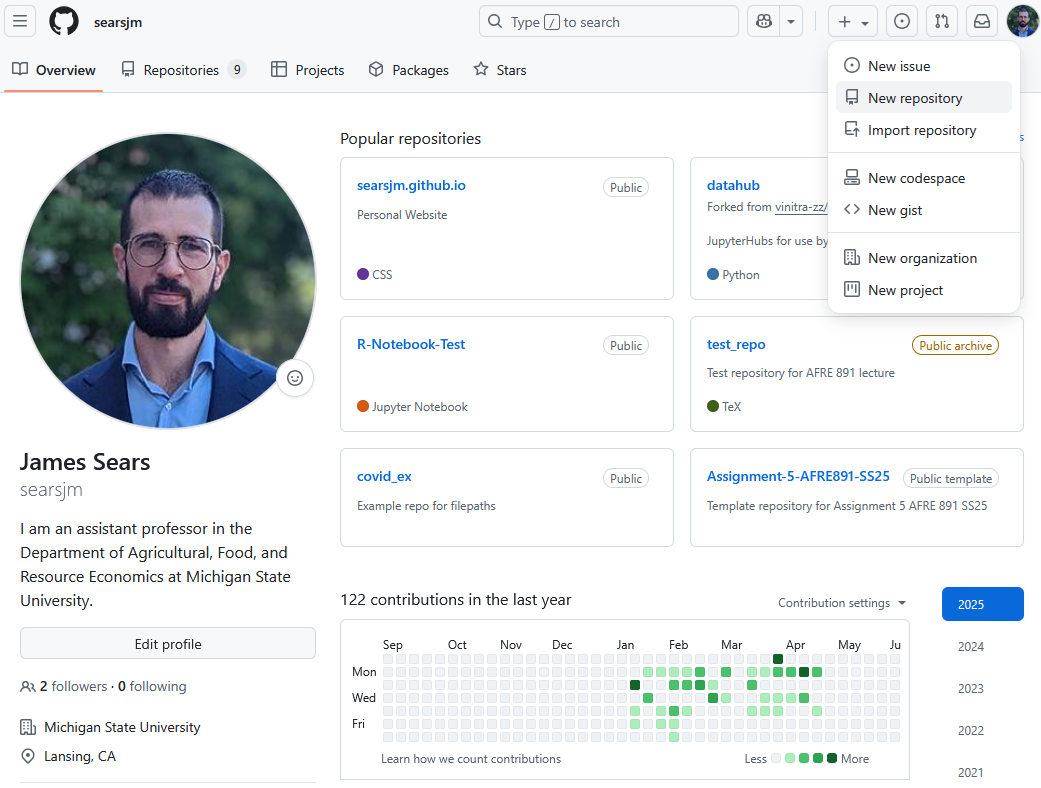 searsjm
Type / to search
Overview
Repositories 9
Projects
Packages
Stars
New issue
New repository
Import repository
New codespace
New gist
New organization
New project
James Sears
searsjm
I am an assistant professor in the
Department of Agricultural, Food, and
Resource Economics at Michigan State
University.
Edit profile
2 followers · 0 following
Michigan State University
Lansing, CA
Popular repositories
searsjm.github.io Public
Personal Website
CSS
datahub
Forked from vinitra-zz/
JupyterHubs for use by
Python
R-Notebook-Test Public
Jupyter Notebook
test_repo Public archive
Test repository for AFRE 891 lecture
TeX
covid_ex Public
Example repo for filepaths
Assignment-5-AFRE891-SS25 Public template
Template repository for Assignment 5 AFRE 891 SS25
122 contributions in the last year
Contribution settings
Sep Oct Nov Dec Jan Feb Mar Apr May Ju
Mon
Wed
Fri
Learn how we count contributions
Less More
2025
2024
2023
2022
2021